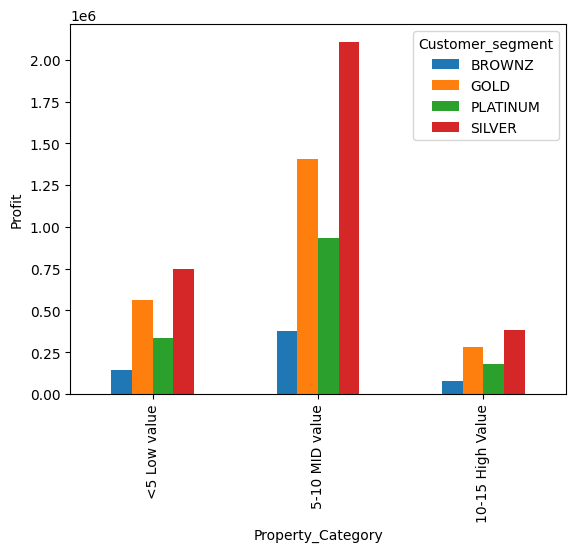 1e6
Customer_segment
BROWNZ
GOLD
PLATINUM
SILVER
2.00
1.75
1.50
1.25
1.00
0.75
0.50
0.25
0.00
Profit
<5 Low value
5-10 MID value
10-15 High Value
Property_Category